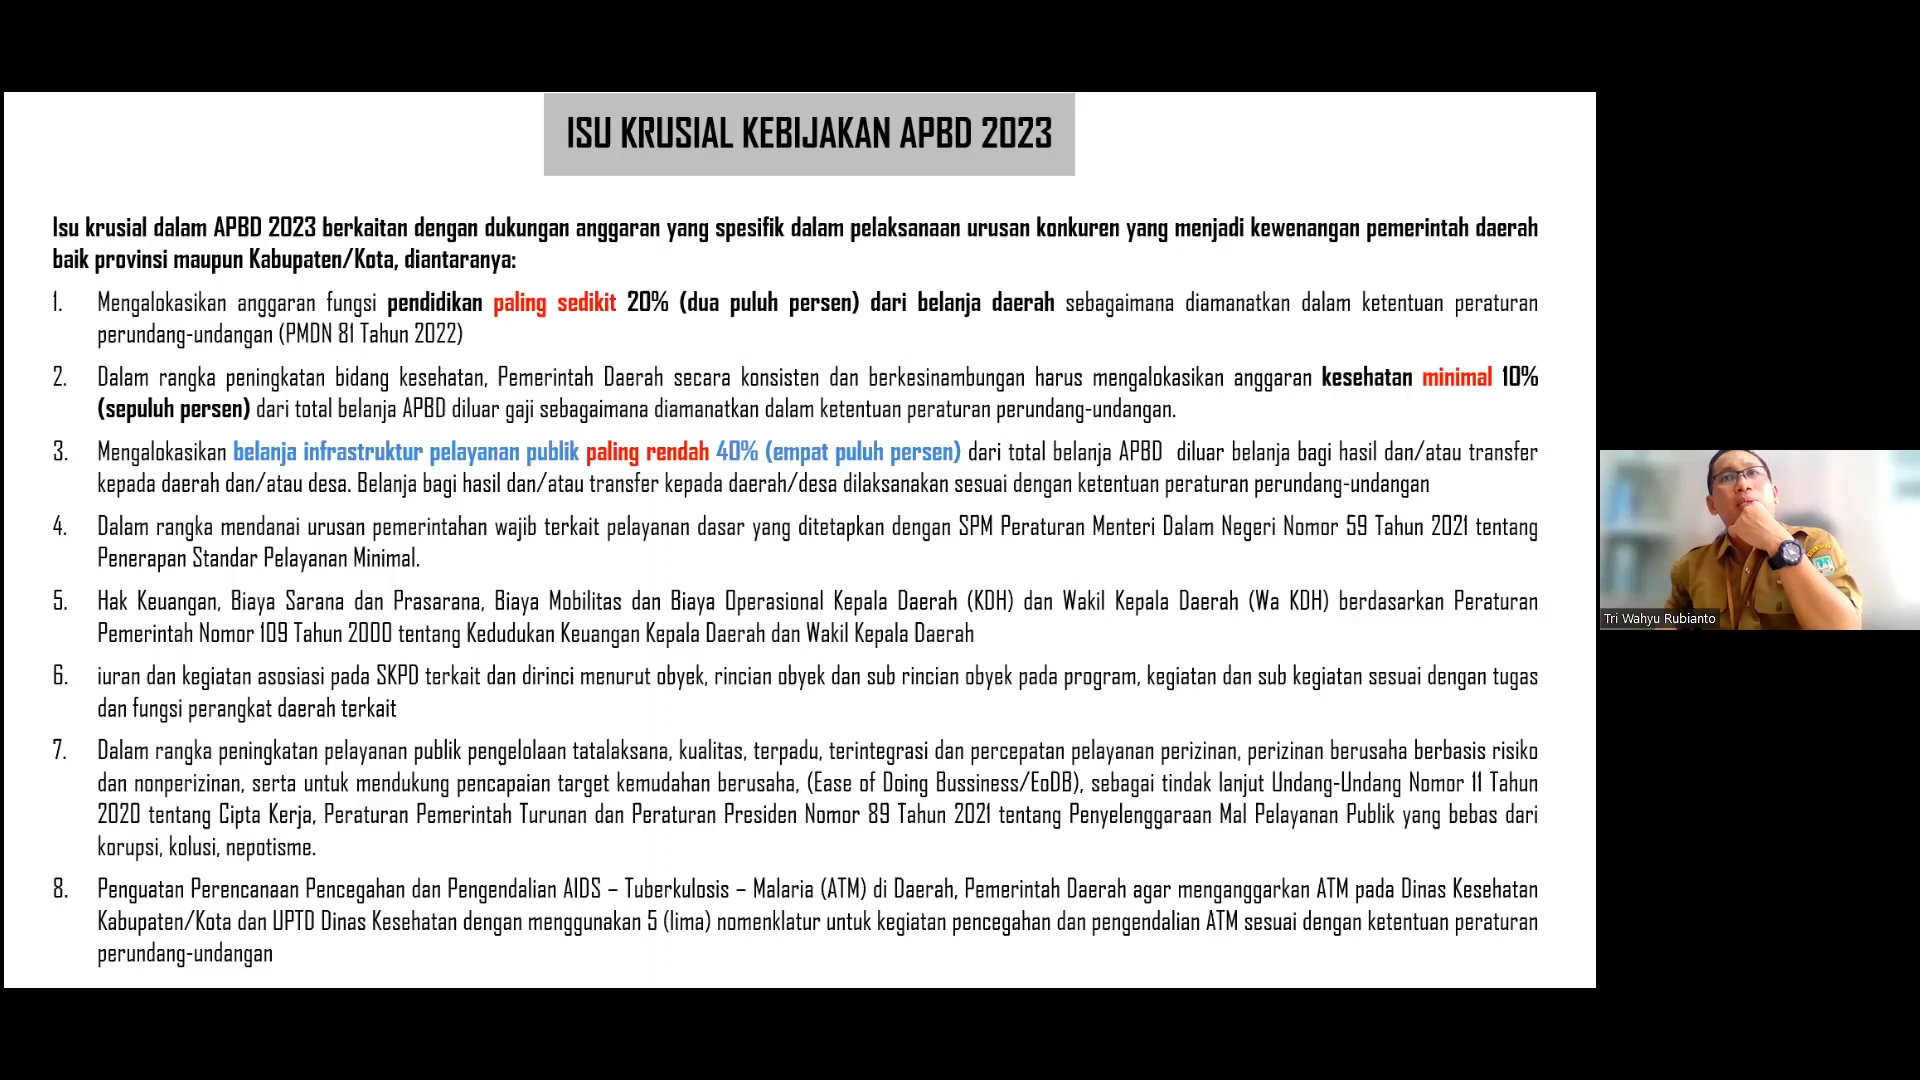 ISU KRUSIAL KEBIJAKAN APBD 2023
Isu krusial dalam APBD 2023 berkaitan dengan dukungan anggaran yang spesifik dalam pelaksanaan urusan konkuren yang menjadi kewenangan pemerintah daerah
baik provinsi maupun Kabupaten/Kota, diantaranya:
1. Mengalokasikan anggaran fungsi pendidikan paling sedikit 20% (dua puluh persen) dari belanja daerah sebagaimana diamanatkan dalam ketentuan peraturan
perundang-undangan (PMDN 81 Tahun 2022)
2. Dalam rangka peningkatan bidang kesehatan, Pemerintah Daerah secara konsisten dan berkesinambungan harus mengalokasikan anggaran kesehatan minimal 10%
(sepuluh persen) dari total belanja APBD diluar gaji sebagaimana diamanatkan dalam ketentuan peraturan perundang-undangan.
3. Mengalokasikan belanja infrastruktur pelayanan publik paling rendah 40% (empat puluh persen) dari total belanja APBD diluar belanja bagi hasil dan/atau transfer
kepada daerah dan/atau desa. Belanja bagi hasil dan/atau transfer kepada daerah/desa dilaksanakan sesuai dengan ketentuan peraturan perundang-undangan
4. Dalam rangka mendanai urusan pemerintahan wajib terkait pelayanan dasar yang ditetapkan dengan SPM Peraturan Menteri Dalam Negeri Nomor 59 Tahun 2021 tentang
Penerapan Standar Pelayanan Minimal.
5. Hak Keuangan, Biaya Sarana dan Prasarana, Biaya Mobilitas dan Biaya Operasional Kepala Daerah (KDH) dan Wakil Kepala Daerah (Wa KDH) berdasarkan Peraturan
Pemerintah Nomor 109 Tahun 2000 tentang Kedudukan Keuangan Kepala Daerah dan Wakil Kepala Daerah
6. iuran dan kegiatan asosiasi pada SKPD terkait dan dirinci menurut obyek, rincian obyek dan sub rincian obyek pada program, kegiatan dan sub kegiatan sesuai dengan tugas
dan fungsi perangkat daerah terkait
7. Dalam rangka peningkatan pelayanan publik pengelolaan tatalaksana, kualitas, terpadu, terintegrasi dan percepatan pelayanan perizinan, perizinan berusaha berbasis risiko
dan nonperizinan, serta untuk mendukung pencapaian target kemudahan berusaha, (Ease of Doing Bussiness/EoDB), sebagai tindak lanjut Undang-Undang Nomor 11 Tahun
2020 tentang Cipta Kerja, Peraturan Pemerintah Turunan dan Peraturan Presiden Nomor 89 Tahun 2021 tentang Penyelenggaraan Mal Pelayanan Publik yang bebas dari
korupsi, kolusi, nepotisme.
8. Penguatan Perencanaan Pencegahan dan Pengendalian AIDS – Tuberkulosis – Malaria (ATM) di Daerah, Pemerintah Daerah agar menganggarkan ATM pada Dinas Kesehatan
Kabupaten/Kota dan UPTD Dinas Kesehatan dengan menggunakan 5 (lima) nomenklatur untuk kegiatan pencegahan dan pengendalian ATM sesuai dengan ketentuan peraturan
perundang-undangan
Tri Wahyu Rubianto